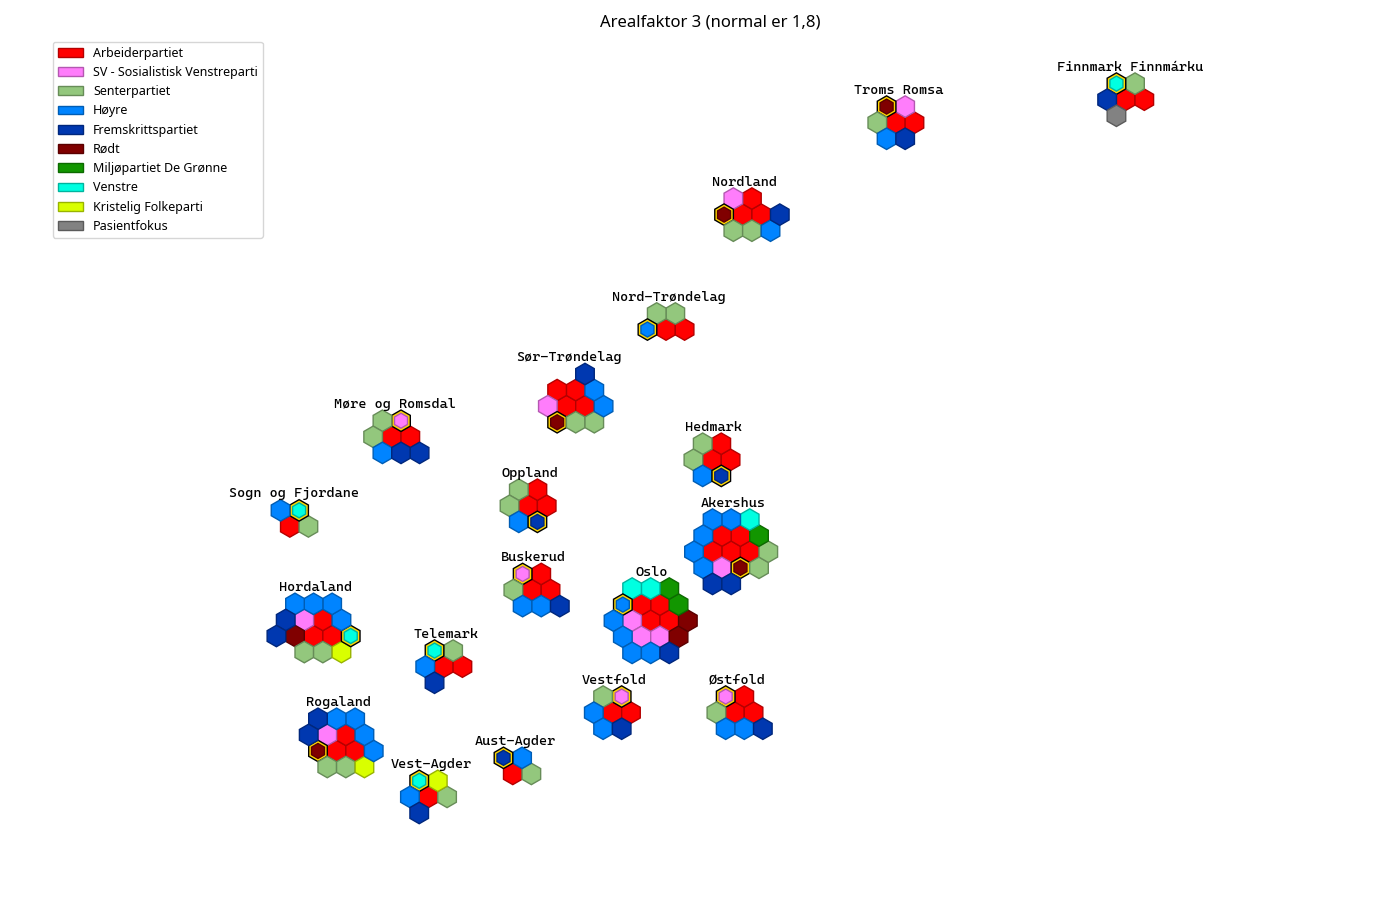 Arealfaktor 3 (normal er 1,8)
Arbeiderpartiet
SV - Sosialistisk Venstreparti
Senterpartiet
Høyre
Fremskrittspartiet
Rødt
Miljøpartiet De Grønne
Venstre
Kristelig Folkeparti
Pasientfokus
Finnmark Finnmárku
Troms Romsa
Nordland
Nord-Trøndelag
Sør-Trøndelag
Møre og Romsdal
Hedmark
Oppland
Sogn og Fjordane
Akershus
Buskerud
Oslo
Hordaland
Telemark
Vestfold
Østfold
Rogaland
Aust-Agder
Vest-Agder